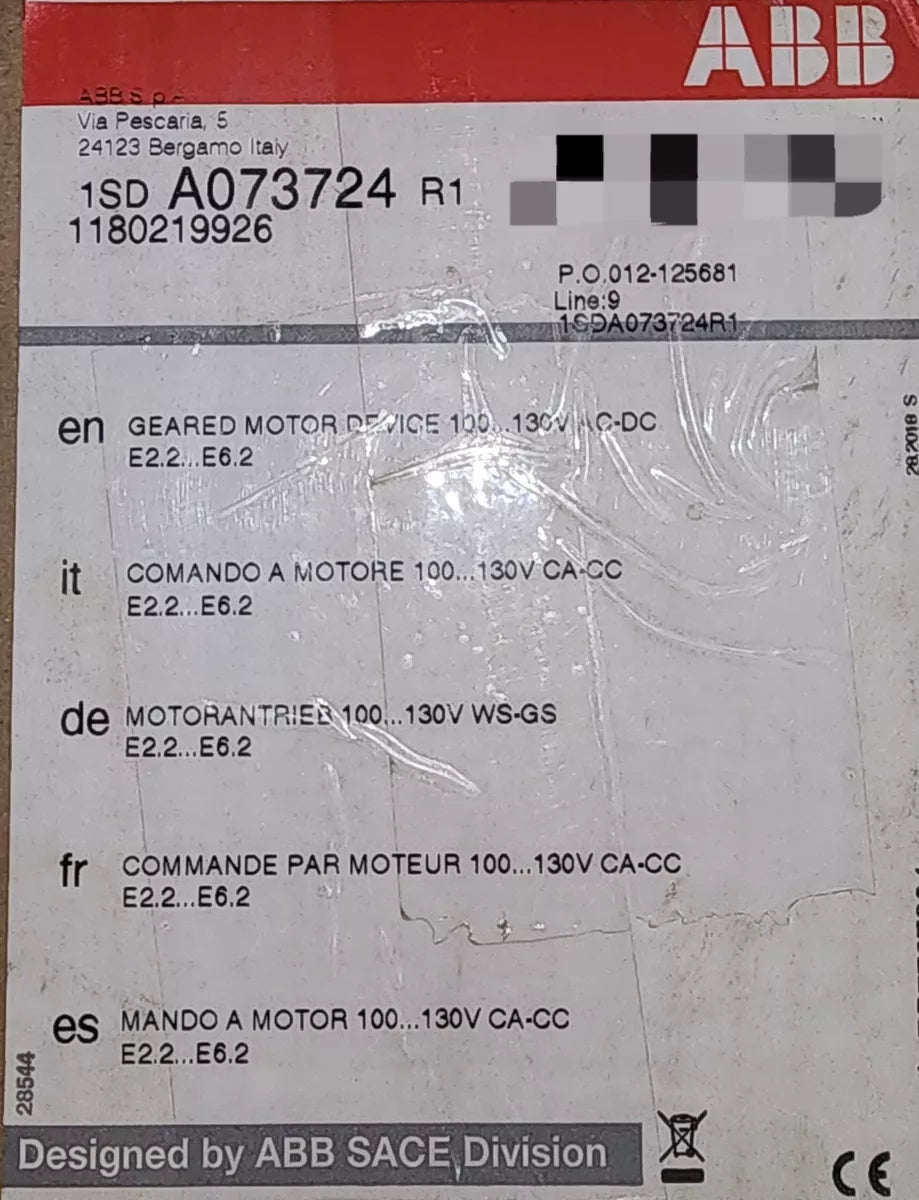 ABB
ABB S.p.A
Via Pescaria, 5
24123 Bergamo Italy
1SD A073724 R1
1180219926
P.O.012-125681
Line:9
1SDA073724R1
en GEARED MOTOR DEVICE 100...130V AC-DC
E2.2...E6.2
28.2018 S
it COMANDO A MOTORE 100...130V CA-CC
E2.2...E6.2
de MOTORANTRIEB 100...130V WS-GS
E2.2...E6.2
fr COMMANDE PAR MOTEUR 100...130V CA-CC
E2.2...E6.2
es MANDO A MOTOR 100...130V CA-CC
E2.2...E6.2
28544
Designed by ABB SACE Division
CE